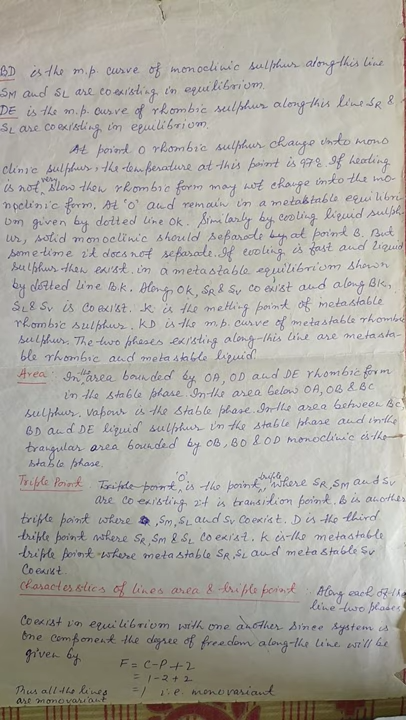 BD is the m.p curve of monoclinic sulphur along this line
SM and SL are coexisting in equilibrium.
DE is the m.p. curve of rhombic sulphur along this line SR &
SL are coexisting in equilibrium
At point O rhombic sulphur change into mono
clinic sulphur, the temperature at this point is
is not very slow then rhombic form may not change into the mo-
noclinic form. At 'O' and remain in a metastable equilibri
um given by dotted line OK. Similarly by cooling liquid sulph
ur, solid monoclinic should separate by at point B. But
sometime it does not separate. If cooling is fast and liquid
sulphur then exist in a metastable equilibrium shown
by dotted line BK. Along OK, SR & SV co exist and along BK,
SL & SV is coexist. K is the melting point of metastable
rhombic sulphur. KD is the m.p. curve of metastable rhombic
sulphur. The two phases existing along this line are metasta-
ble rhombic and metastable liquid.
Area: In the area bounded by OA, OD and DE rhombic form
in the stable phase. In the area below OA, OB & BC
sulphur vapour is the stable phase. In the area between BC
BD and DE liquid sulphur in the stable phase and in the
trangular area bounded by OB, BD & OD monoclinic is the
stable phase.
Triple Point: 'O' is the point triple where SR, SM and SV
are co existing it is transition point. B is another
triple point where SM, SL and SV coexist. D is the third
triple point where SR, SM & SL co exist. K is the metastable
triple point where metastable SR, SL and metastable SV
Coexist.
Characterstics of lines area & triple point Along each of the
line two phases
Coexist in equilibrium with one another since system is
one component the degree of freedom along the line will be
given by
F = C-P+2
= 1-2+2
= 1 i.e. monovariant
Thus all the lines
are monovariant